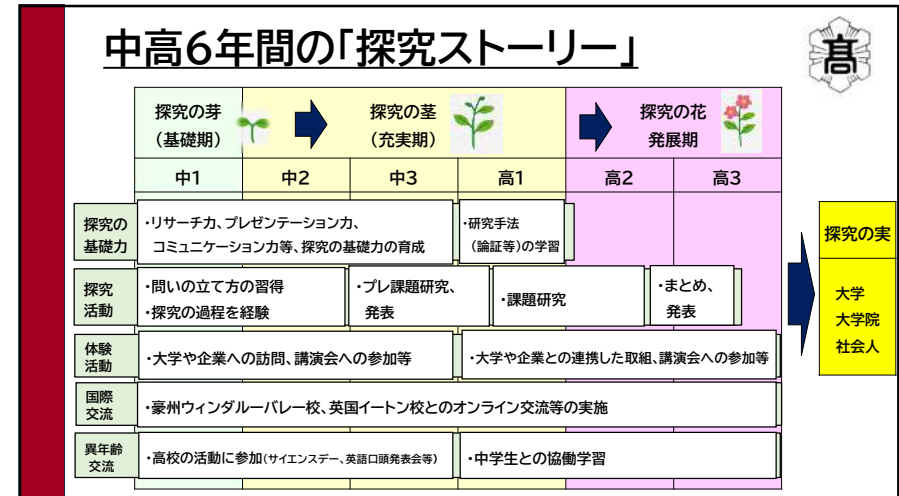 中高6年間の「探究ストーリー」
高
探究の芽
(基礎期)
探究の茎
(充実期)
探究の花
発展期
中1
中2
中3
高1
高2
高3
探究の
基礎力
・リサーチ力、プレゼンテーション力、
コミュニケーション力等、探究の基礎力の育成
・研究手法
(論証等)の学習
探究
活動
・問いの立て方の習得
・探究の過程を経験
・プレ課題研究、
発表
・課題研究
・まとめ、
発表
体験
活動
・大学や企業への訪問、講演会への参加等
・大学や企業との連携した取組、講演会への参加等
国際
交流
・豪州ウィンダルーバレー校、英国イートン校とのオンライン交流等の実施
異年齢
交流
・高校の活動に参加(サイエンスデー、英語口頭発表会等)
・中学生との協働学習
探究の実
大学
大学院
社会人